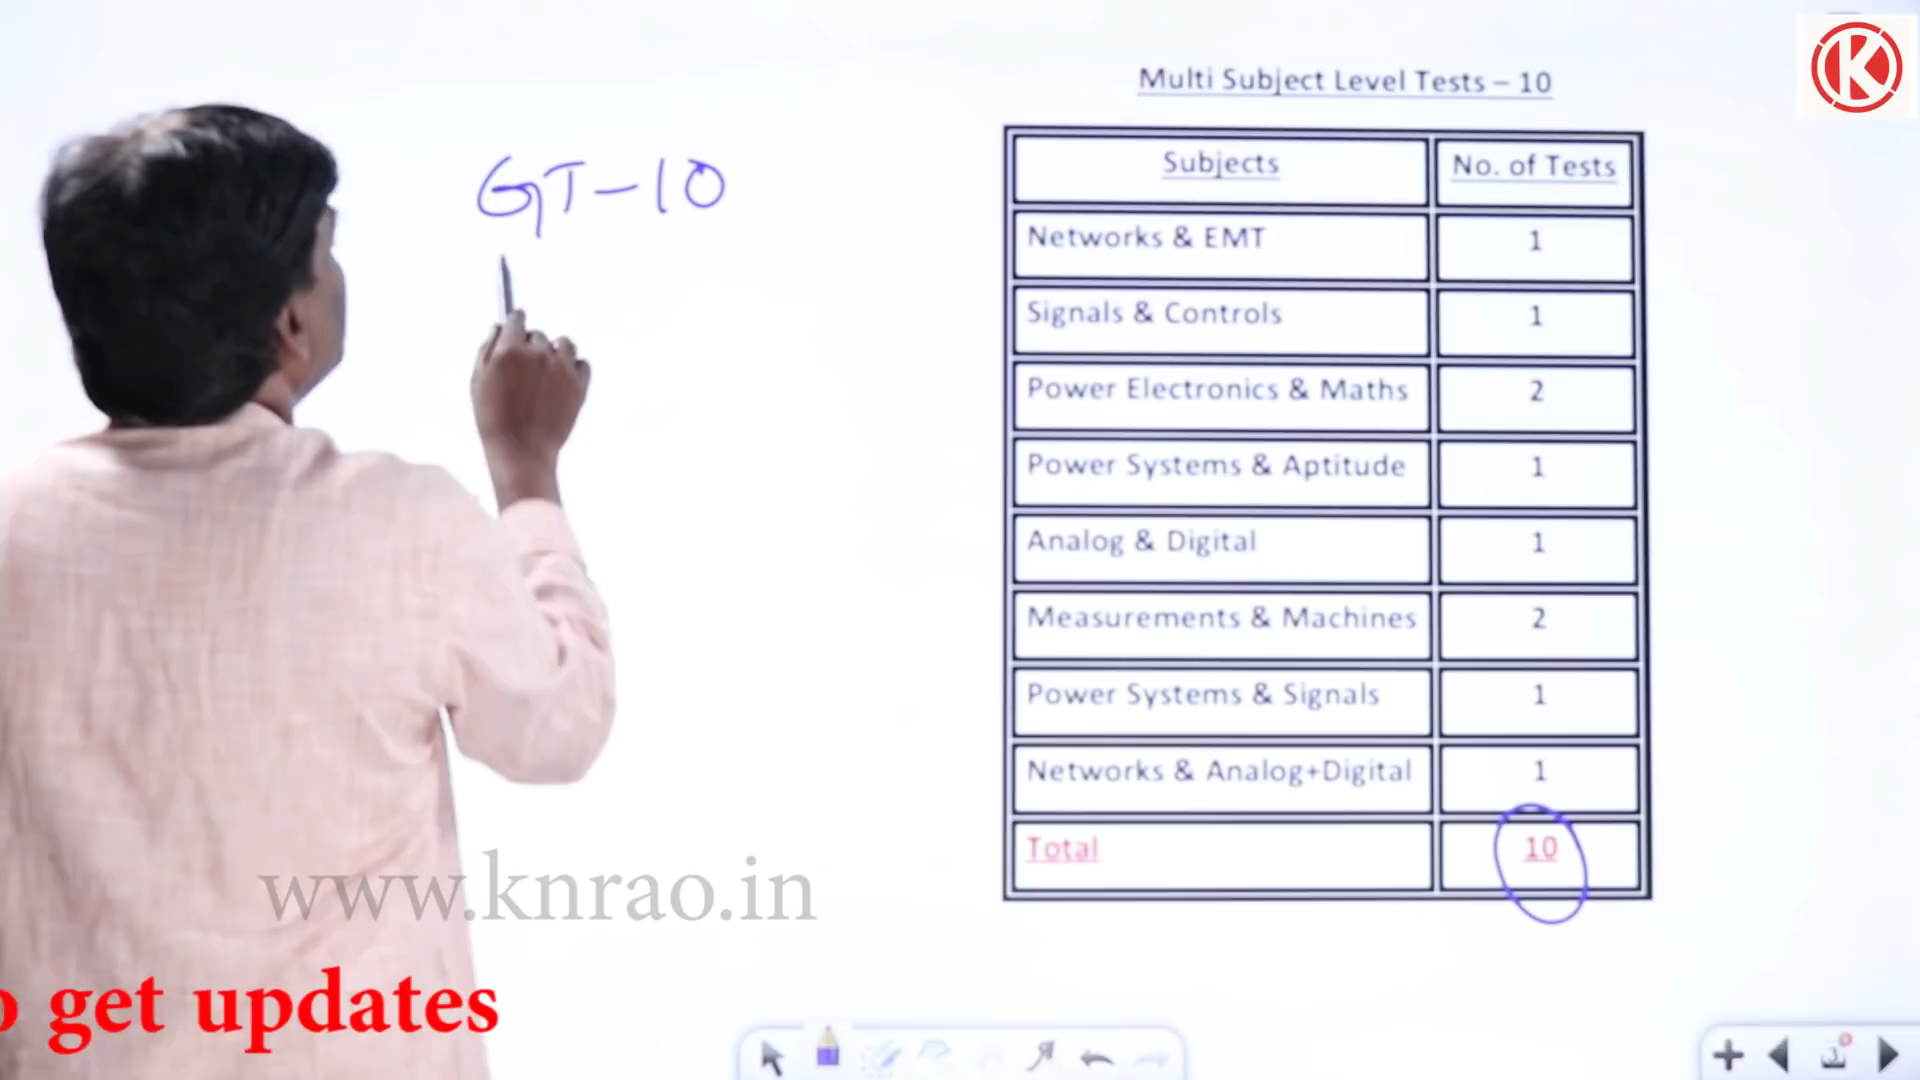 K
Multi Subject Level Tests – 10
GT-10
Subjects No. of Tests
Networks & EMT 1
Signals & Controls 1
Power Electronics & Maths 2
Power Systems & Aptitude 1
Analog & Digital 1
Measurements & Machines 2
Power Systems & Signals 1
Networks & Analog+Digital 1
Total 10
www.knrao.in
o get updates